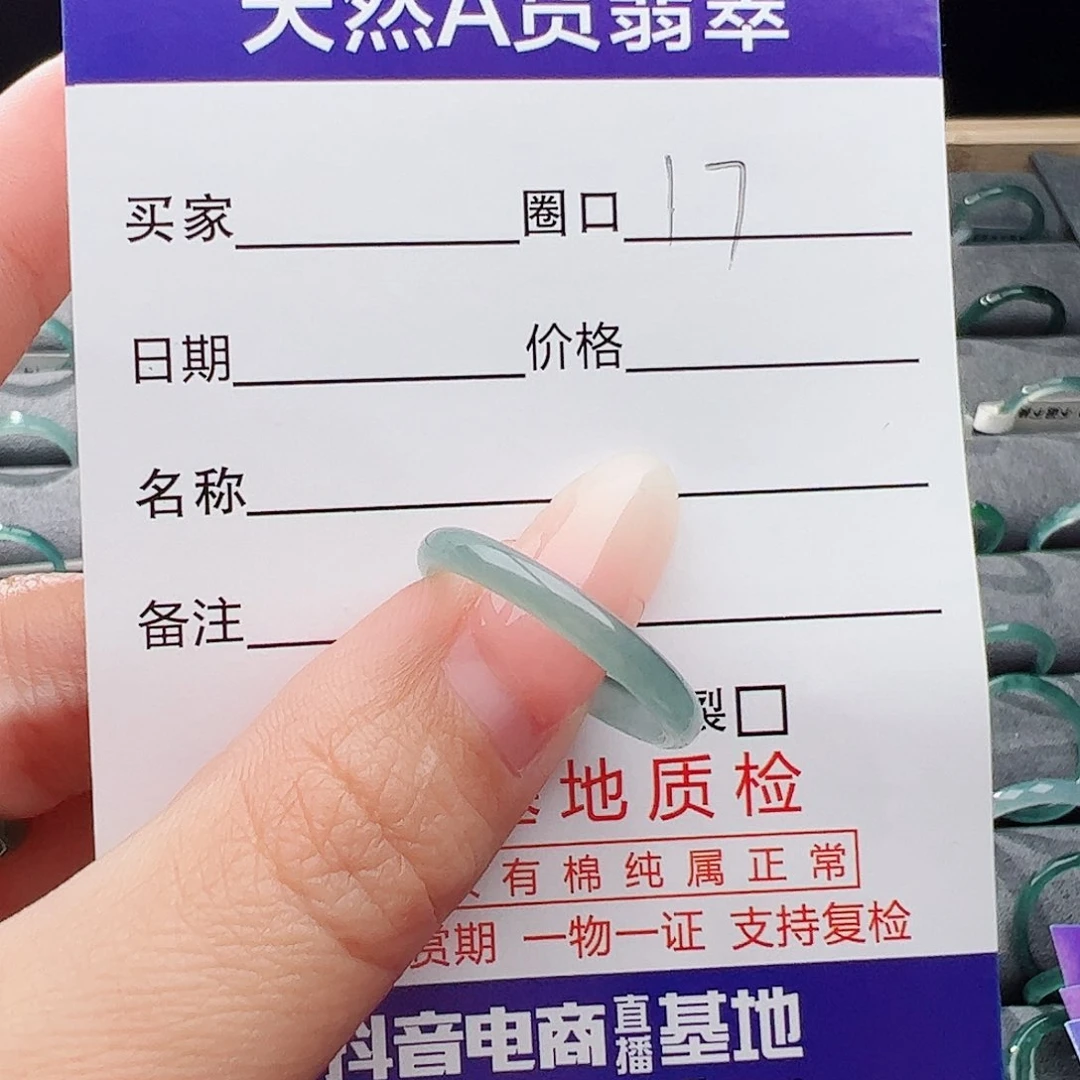 天然A货翡翠
买家 圈口 17
日期 价格
名称
备注
裂□
地质检
有棉纯属正常
赏期 一物一证 支持复检
抖音电商直播基地